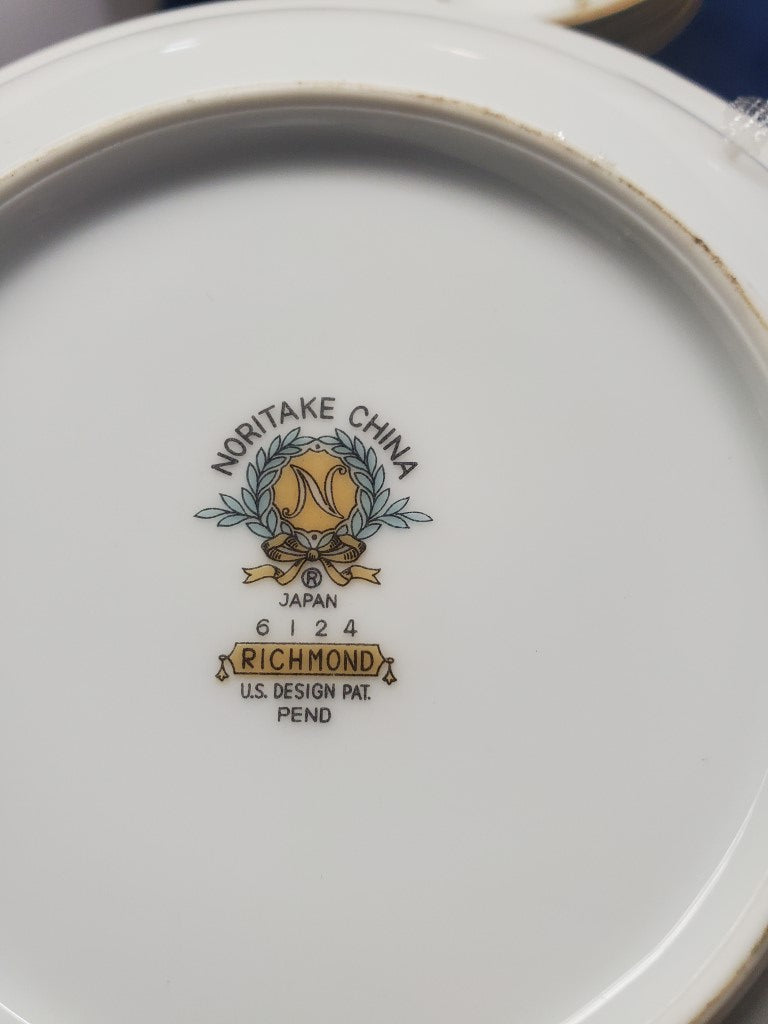 NORITAKE CHINA
N
®
JAPAN
6124
RICHMOND
U.S. DESIGN PAT.
PEND